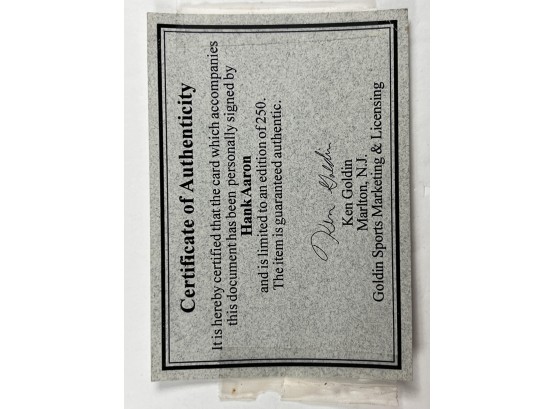 Certificate of Authenticity
It is hereby certified that the card which accompanies
this document has been personally signed by
Hank Aaron
and is limited to an edition of 250.
The item is guaranteed authentic.
Ken Goldin
Ken Goldin
Marlton, N.J.
Goldin Sports Marketing & Licensing